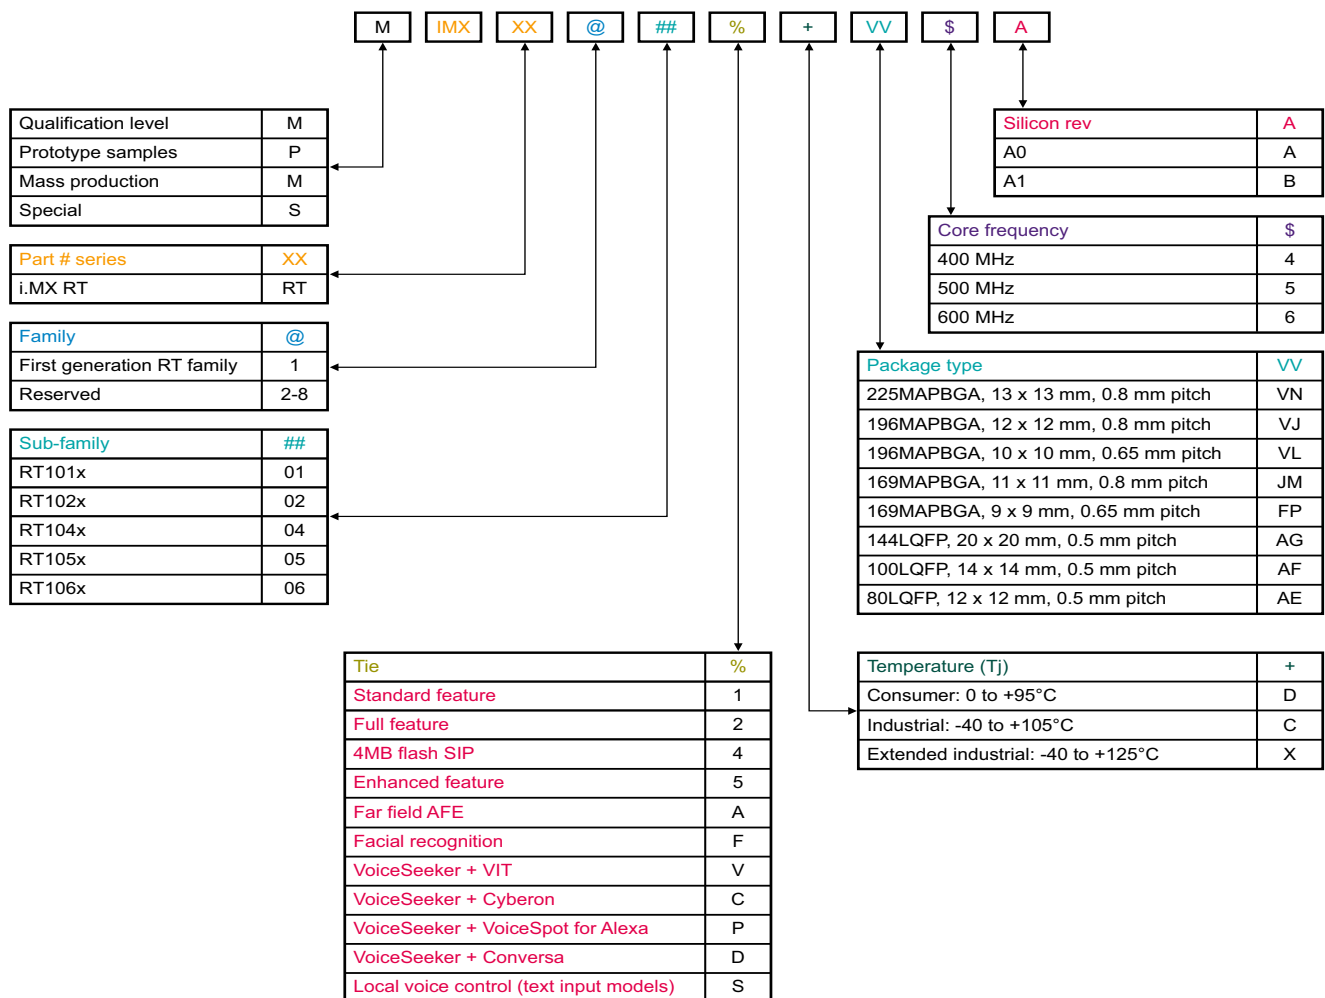 M IMX XX @ ## % + VV $ A
Qualification level M
Prototype samples P
Mass production M
Special S
Part # series XX
i.MX RT RT
Family @
First generation RT family 1
Reserved 2-8
Sub-family ##
RT101x 01
RT102x 02
RT104x 04
RT105x 05
RT106x 06
Tie %
Standard feature 1
Full feature 2
4MB flash SIP 4
Enhanced feature 5
Far field AFE A
Facial recognition F
VoiceSeeker + VIT V
VoiceSeeker + Cyberon C
VoiceSeeker + VoiceSpot for Alexa P
VoiceSeeker + Conversa D
Local voice control (text input models) S
Silicon rev A
A0 A
A1 B
Core frequency $
400 MHz 4
500 MHz 5
600 MHz 6
Package type VV
225MAPBGA, 13 x 13 mm, 0.8 mm pitch VN
196MAPBGA, 12 x 12 mm, 0.8 mm pitch VJ
196MAPBGA, 10 x 10 mm, 0.65 mm pitch VL
169MAPBGA, 11 x 11 mm, 0.8 mm pitch JM
169MAPBGA, 9 x 9 mm, 0.65 mm pitch FP
144LQFP, 20 x 20 mm, 0.5 mm pitch AG
100LQFP, 14 x 14 mm, 0.5 mm pitch AF
80LQFP, 12 x 12 mm, 0.5 mm pitch AE
Temperature (Tj) +
Consumer: 0 to +95°C D
Industrial: -40 to +105°C C
Extended industrial: -40 to +125°C X